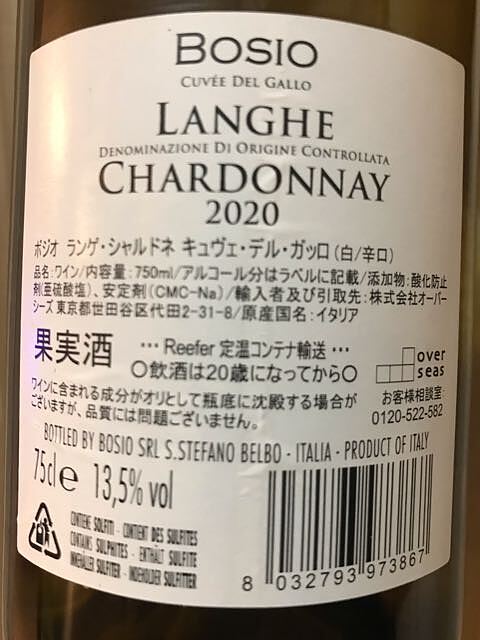 BOSIO
CUVÉE DEL GALLO
LANGHE
DENOMINAZIONE DI ORIGINE CONTROLLATA
CHARDONNAY
2020
ボジオ ランゲ・シャルドネ キュヴェ・デル・ガッロ(白/辛口)
品名:ワイン/内容量:750ml/アルコール分はラベルに記載/添加物:酸化防止
剤(亜硫酸塩)、安定剤(CMC-Na)/輸入者及び引取先:株式会社オーバー
シーズ 東京都世田谷区代田2-31-8/原産国名:イタリア
果実酒
… Reefer 定温コンテナ輸送 …
〇飲酒は20歳になってから〇
over
seas
ワインに含まれる成分がオリとして瓶底に沈殿する場合が
ございますが、品質には問題ございません。
お客様相談室
0120-522-582
BOTTLED BY BOSIO SRL S.STEFANO BELBO - ITALIA - PRODUCT OF ITALY
75cl e 13,5% vol
CONTIENE SOLFITI - CONTIENT DES SULFITES
CONTAINS SULPHITES - ENTHÄLT SULFITE
INNEHÅLLER SULFITER - INDEHOLDER SULFITTER
8 032793 973867